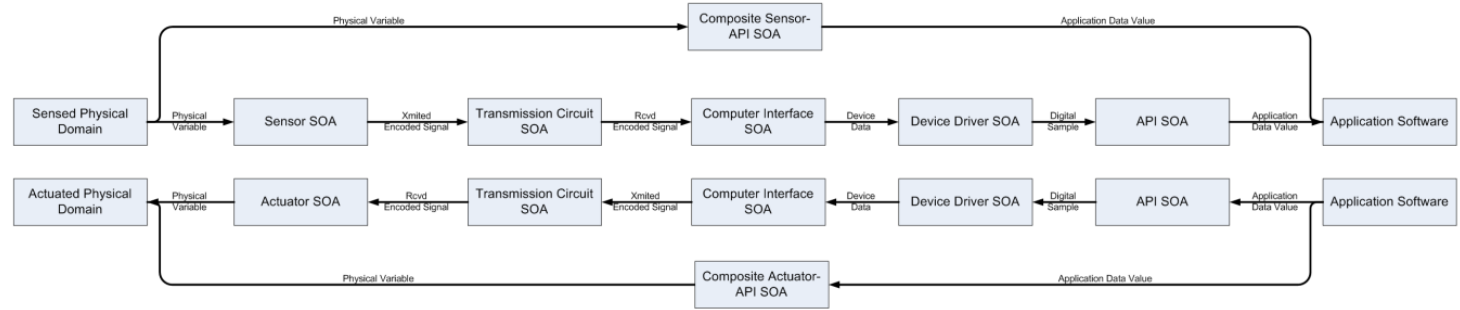 Physical Variable
Composite Sensor-
API SOA
Application Data Value
Sensed Physical
Domain
Physical
Variable
Sensor SOA
Xmited
Encoded Signal
Transmission Circuit
SOA
Rcvd
Encoded Signal
Computer Interface
SOA
Device
Data
Device Driver SOA
Digital
Sample
API SOA
Application
Data Value
Application Software
Actuated Physical
Domain
Physical
Variable
Actuator SOA
Rcvd
Encoded Signal
Transmission Circuit
SOA
Xmited
Encoded Signal
Computer Interface
SOA
Device
Data
Device Driver SOA
Digital
Sample
API SOA
Application
Data Value
Application Software
Physical Variable
Composite Actuator-
API SOA
Application Data Value